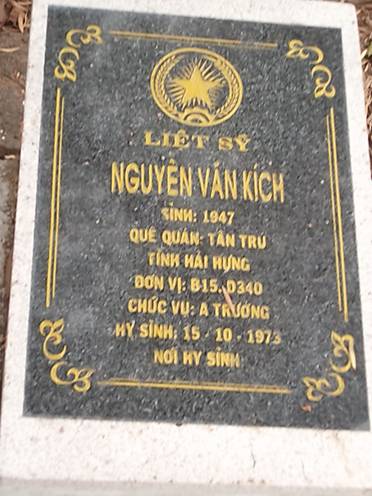 LIỆT SỸ
NGUYỄN VĂN KÍCH
SINH: 1947
QUÊ QUÁN: TÂN TRÙ
TỈNH HẢI HƯNG
ĐƠN VỊ: B15. D340
CHỨC VỤ: A TRƯỞNG
HY SINH: 15 - 10 - 1973
NƠI HY SINH